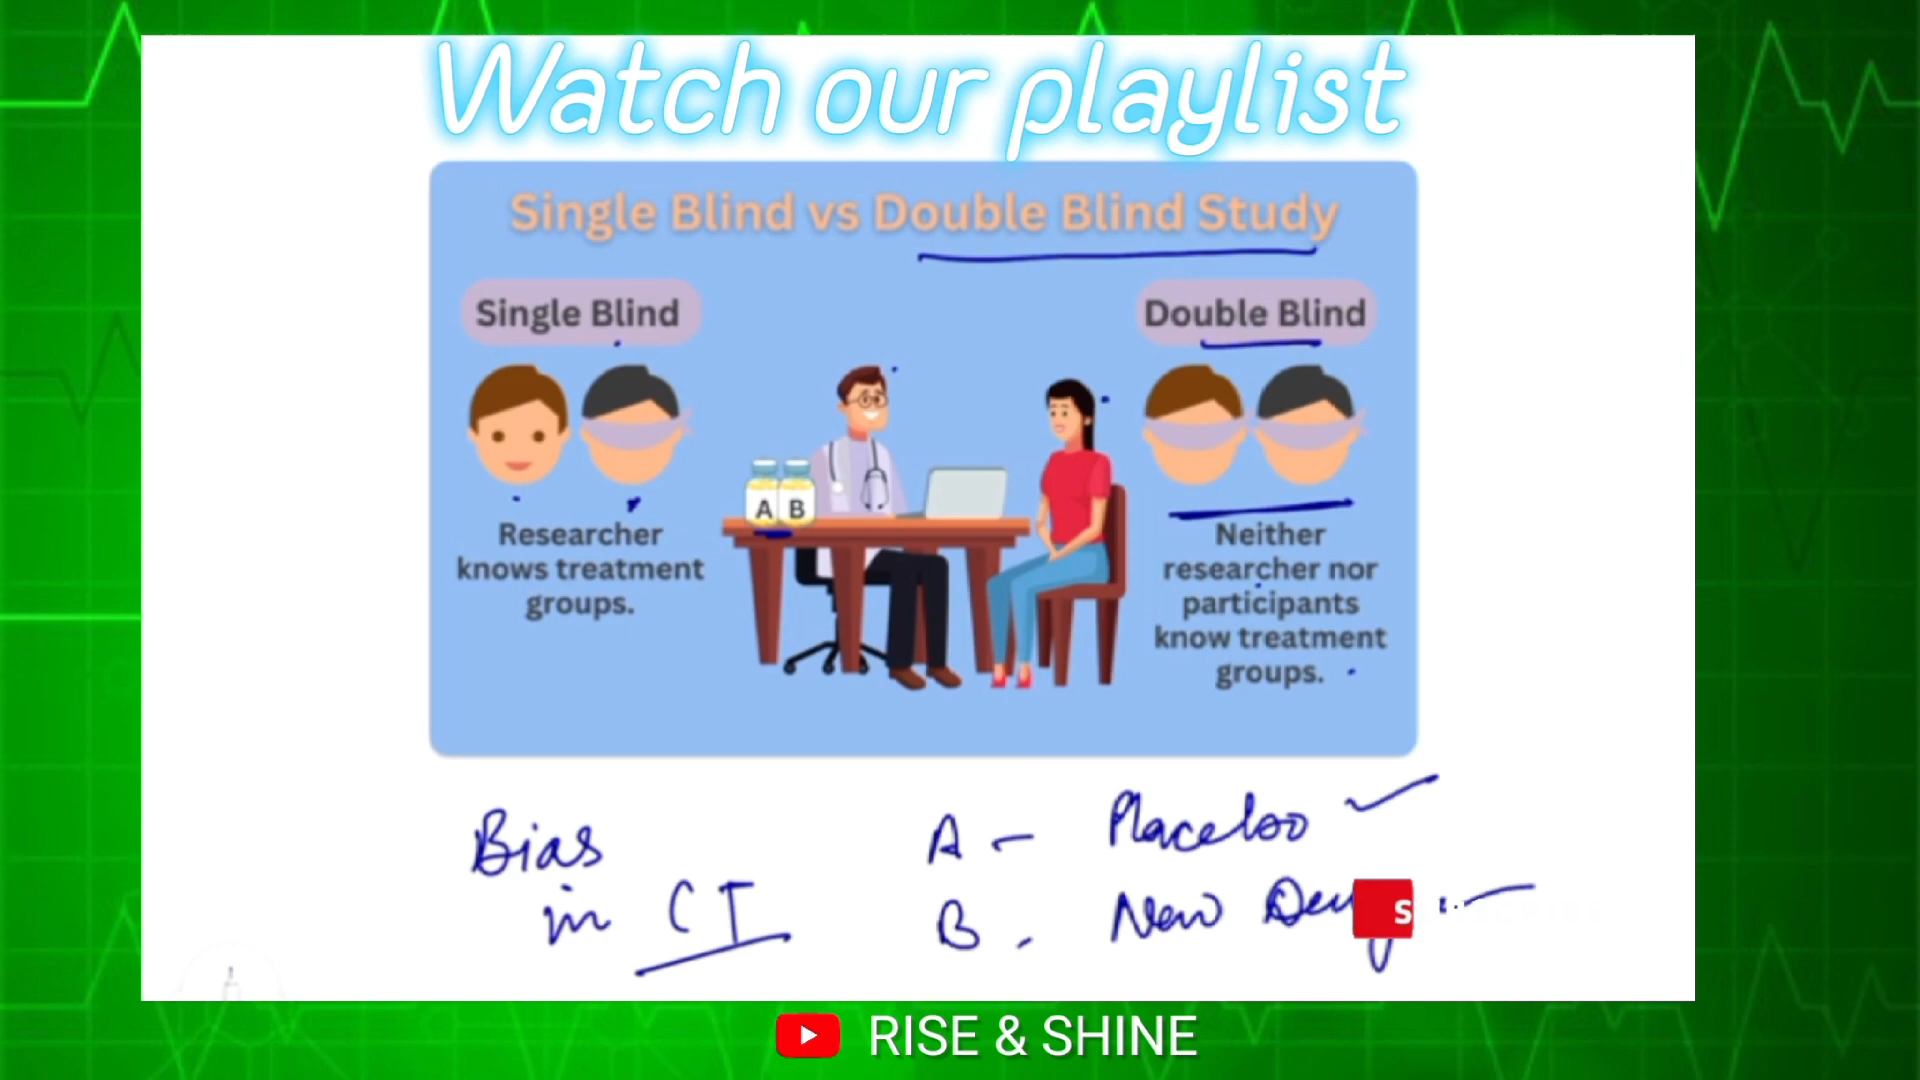 Watch our playlist
Single Blind vs Double Blind Study
Single Blind
Double Blind
A B
Researcher
knows treatment
groups.
Neither
researcher nor
participants
know treatment
groups.
Bias
in CT
A - Placebo
B. New
S
RISE & SHINE